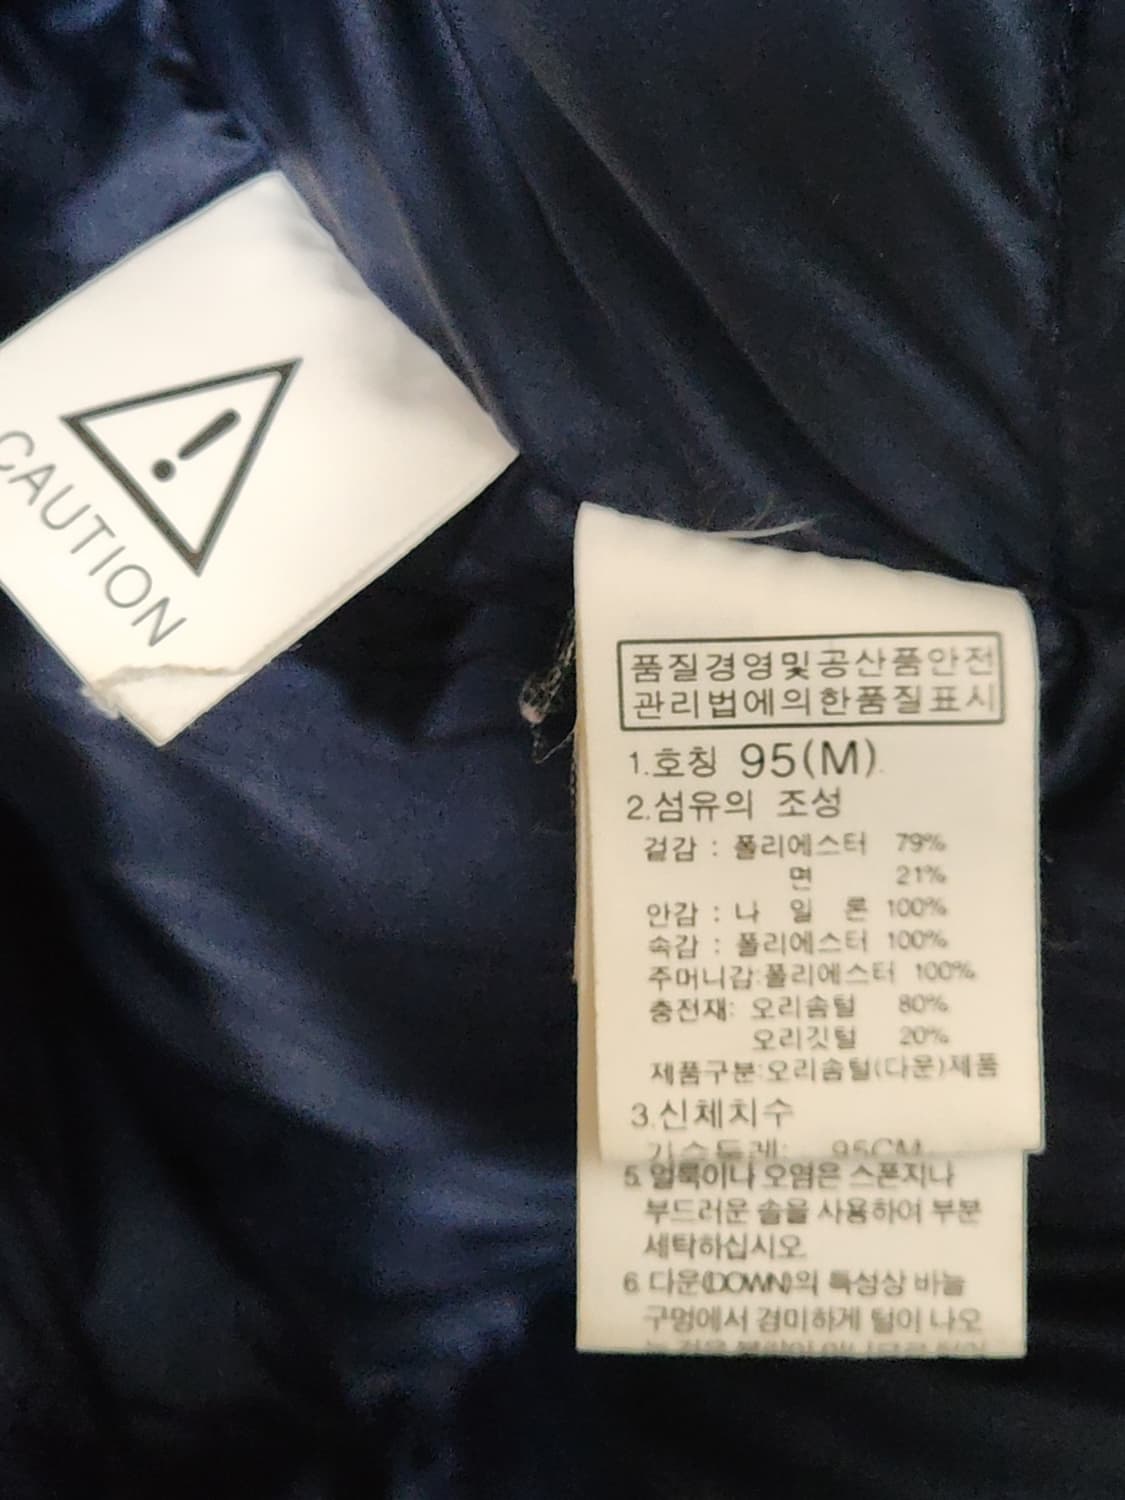 CAUTION
품질경영및공산품안전
관리법에의한품질표시
1.호칭 95(M).
2.섬유의 조성
겉감 : 폴리에스터 79%
면 21%
안감 : 나 일 론 100%
속감 : 폴리에스터 100%
주머니감:폴리에스터 100%
충전재: 오리솜털 80%
오리깃털 20%
제품구분:오리솜털(다운)제품
3.신체치수
가슴둘레: 95CM
5. 얼룩이나 오염은 스폰지나
부드러운 솔을 사용하여 부분
세탁하십시오.
6. 다운(DOWN)의 특성상 바늘
구멍에서 경미하게 털이 나오